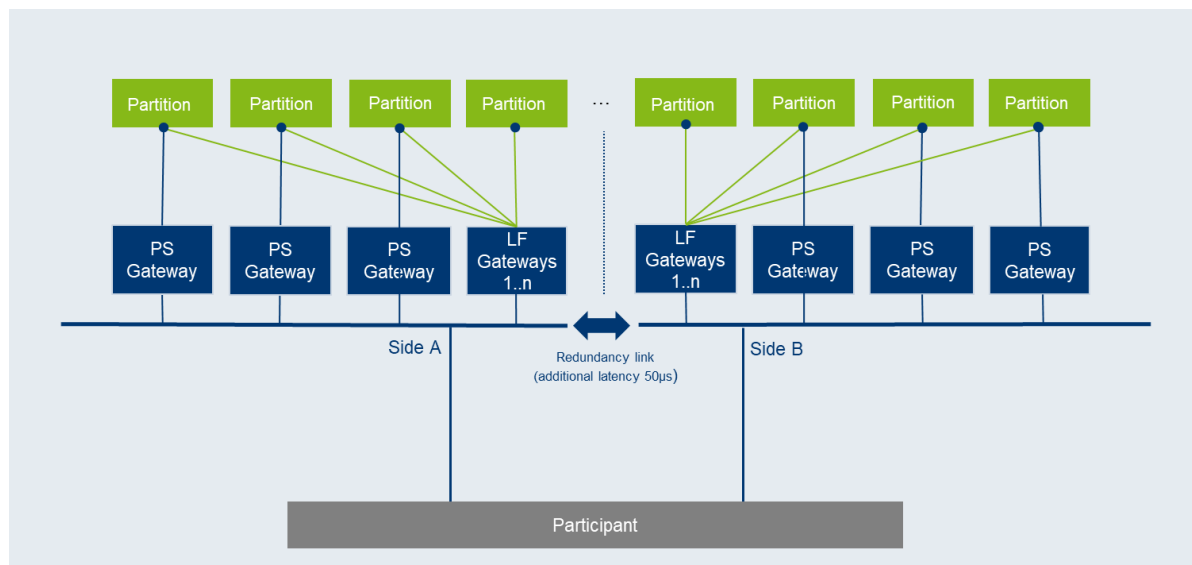 Partition
Partition
Partition
Partition
...
Partition
Partition
Partition
Partition
PS
Gateway
PS
Gateway
PS
Gateway
LF
Gateways
1..n
LF
Gateways
1..n
PS
Gateway
PS
Gateway
PS
Gateway
Side A
Redundancy link
(additional latency 50µs)
Side B
Participant